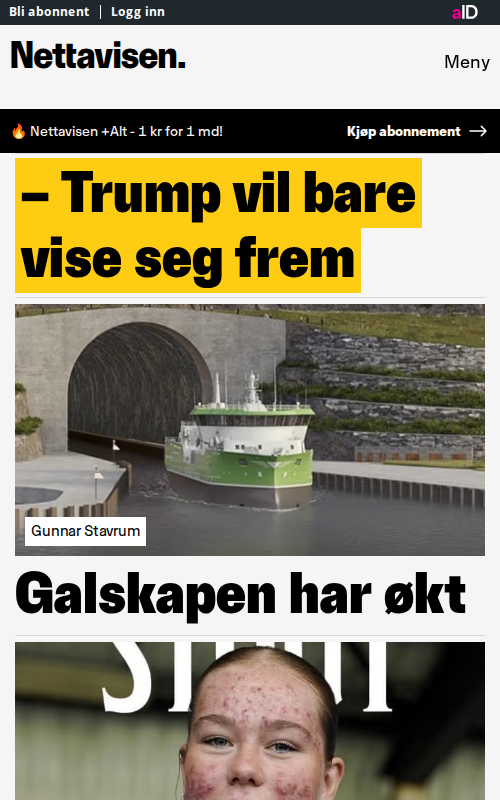 Bli abonnent | Logg inn
aID
Nettavisen.
Meny
🔥 Nettavisen +Alt - 1 kr for 1 md!
Kjøp abonnement →
– Trump vil bare
vise seg frem
Gunnar Stavrum
Galskapen har økt